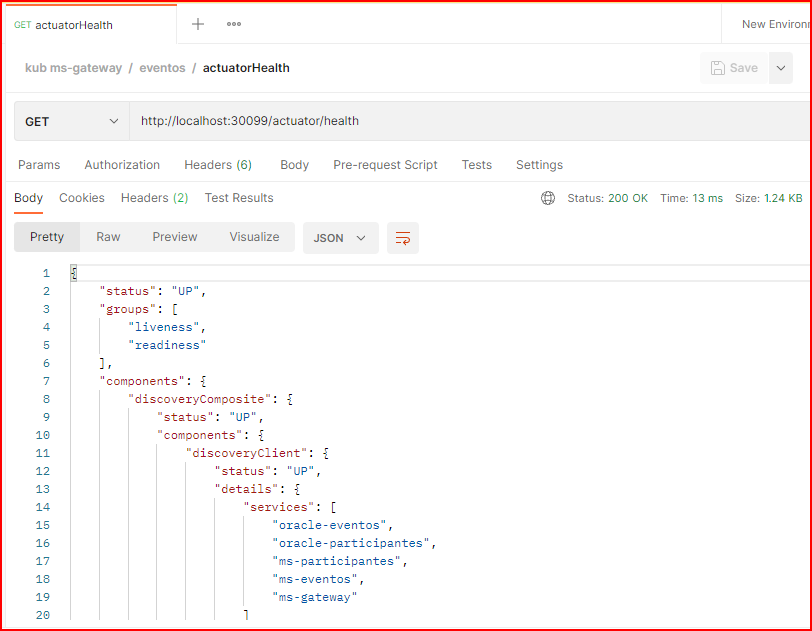 GET actuatorHealth
New Environ
kub ms-gateway / eventos / actuatorHealth
Save
GET
http://localhost:30099/actuator/health
Params Authorization Headers (6) Body Pre-request Script Tests Settings
Body Cookies Headers (2) Test Results Status: 200 OK Time: 13 ms Size: 1.24 KB
Pretty Raw Preview Visualize JSON
1 {
2 "status": "UP",
3 "groups": [
4 "liveness",
5 "readiness"
6 ],
7 "components": {
8 "discoveryComposite": {
9 "status": "UP",
10 "components": {
11 "discoveryClient": {
12 "status": "UP",
13 "details": {
14 "services": [
15 "oracle-eventos",
16 "oracle-participantes",
17 "ms-participantes",
18 "ms-eventos",
19 "ms-gateway"
20 ]